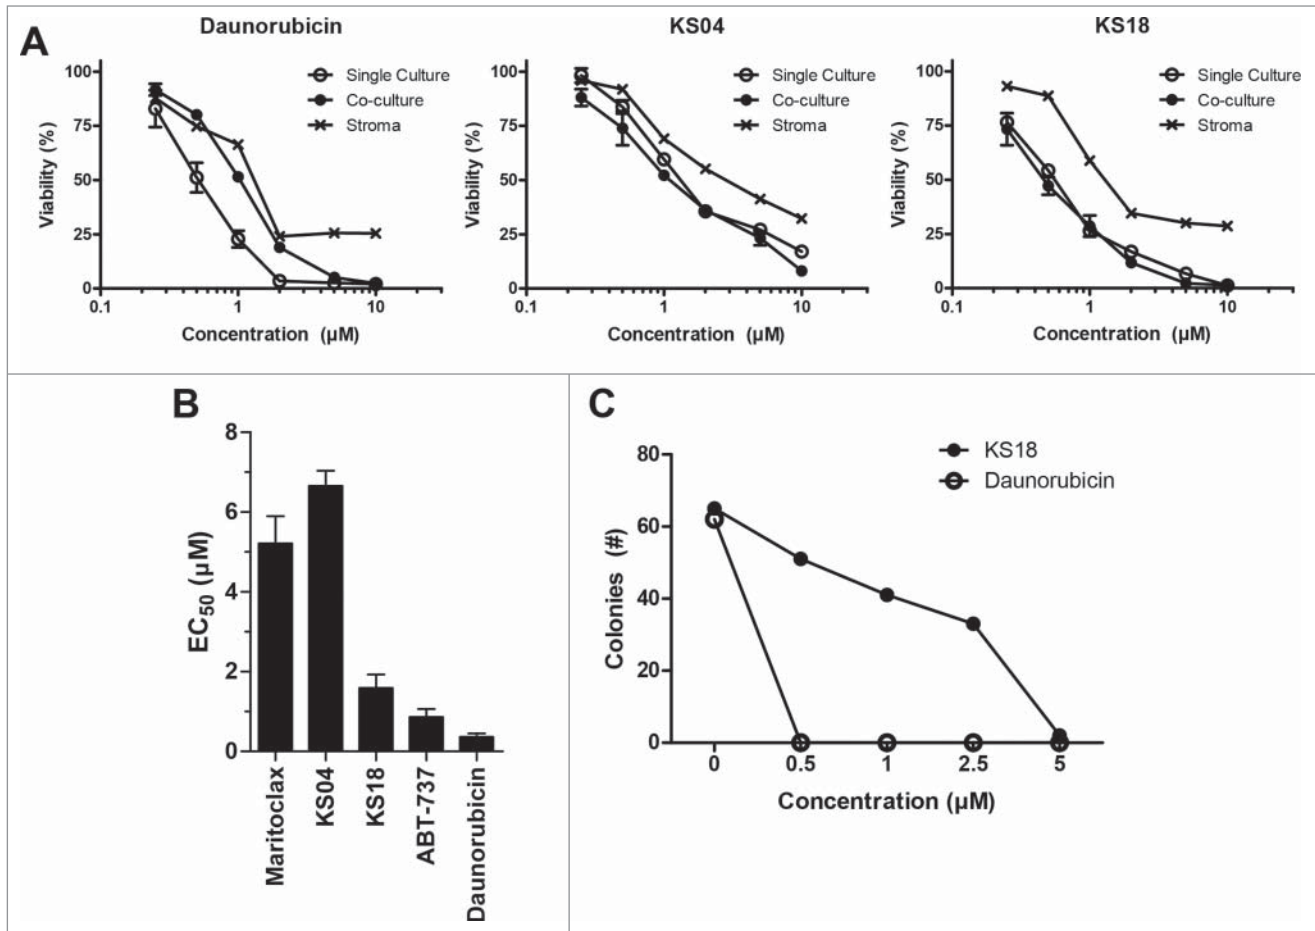 A
Daunorubicin
KS04
KS18
Single Culture
Co-culture
Stroma
Single Culture
Co-culture
Stroma
Single Culture
Co-culture
Stroma
Viability (%)
100
75
50
25
0
0.1
1
10
Concentration (µM)
Viability (%)
100
75
50
25
0
0.1
1
10
Concentration (µM)
Viability (%)
100
75
50
25
0
0.1
1
10
Concentration (µM)
B
EC50 (µM)
8
6
4
2
0
Maritoclax
KS04
KS18
ABT-737
Daunorubicin
C
KS18
Daunorubicin
Colonies (#)
80
60
40
20
0
0
0.5
1
2.5
5
Concentration (µM)